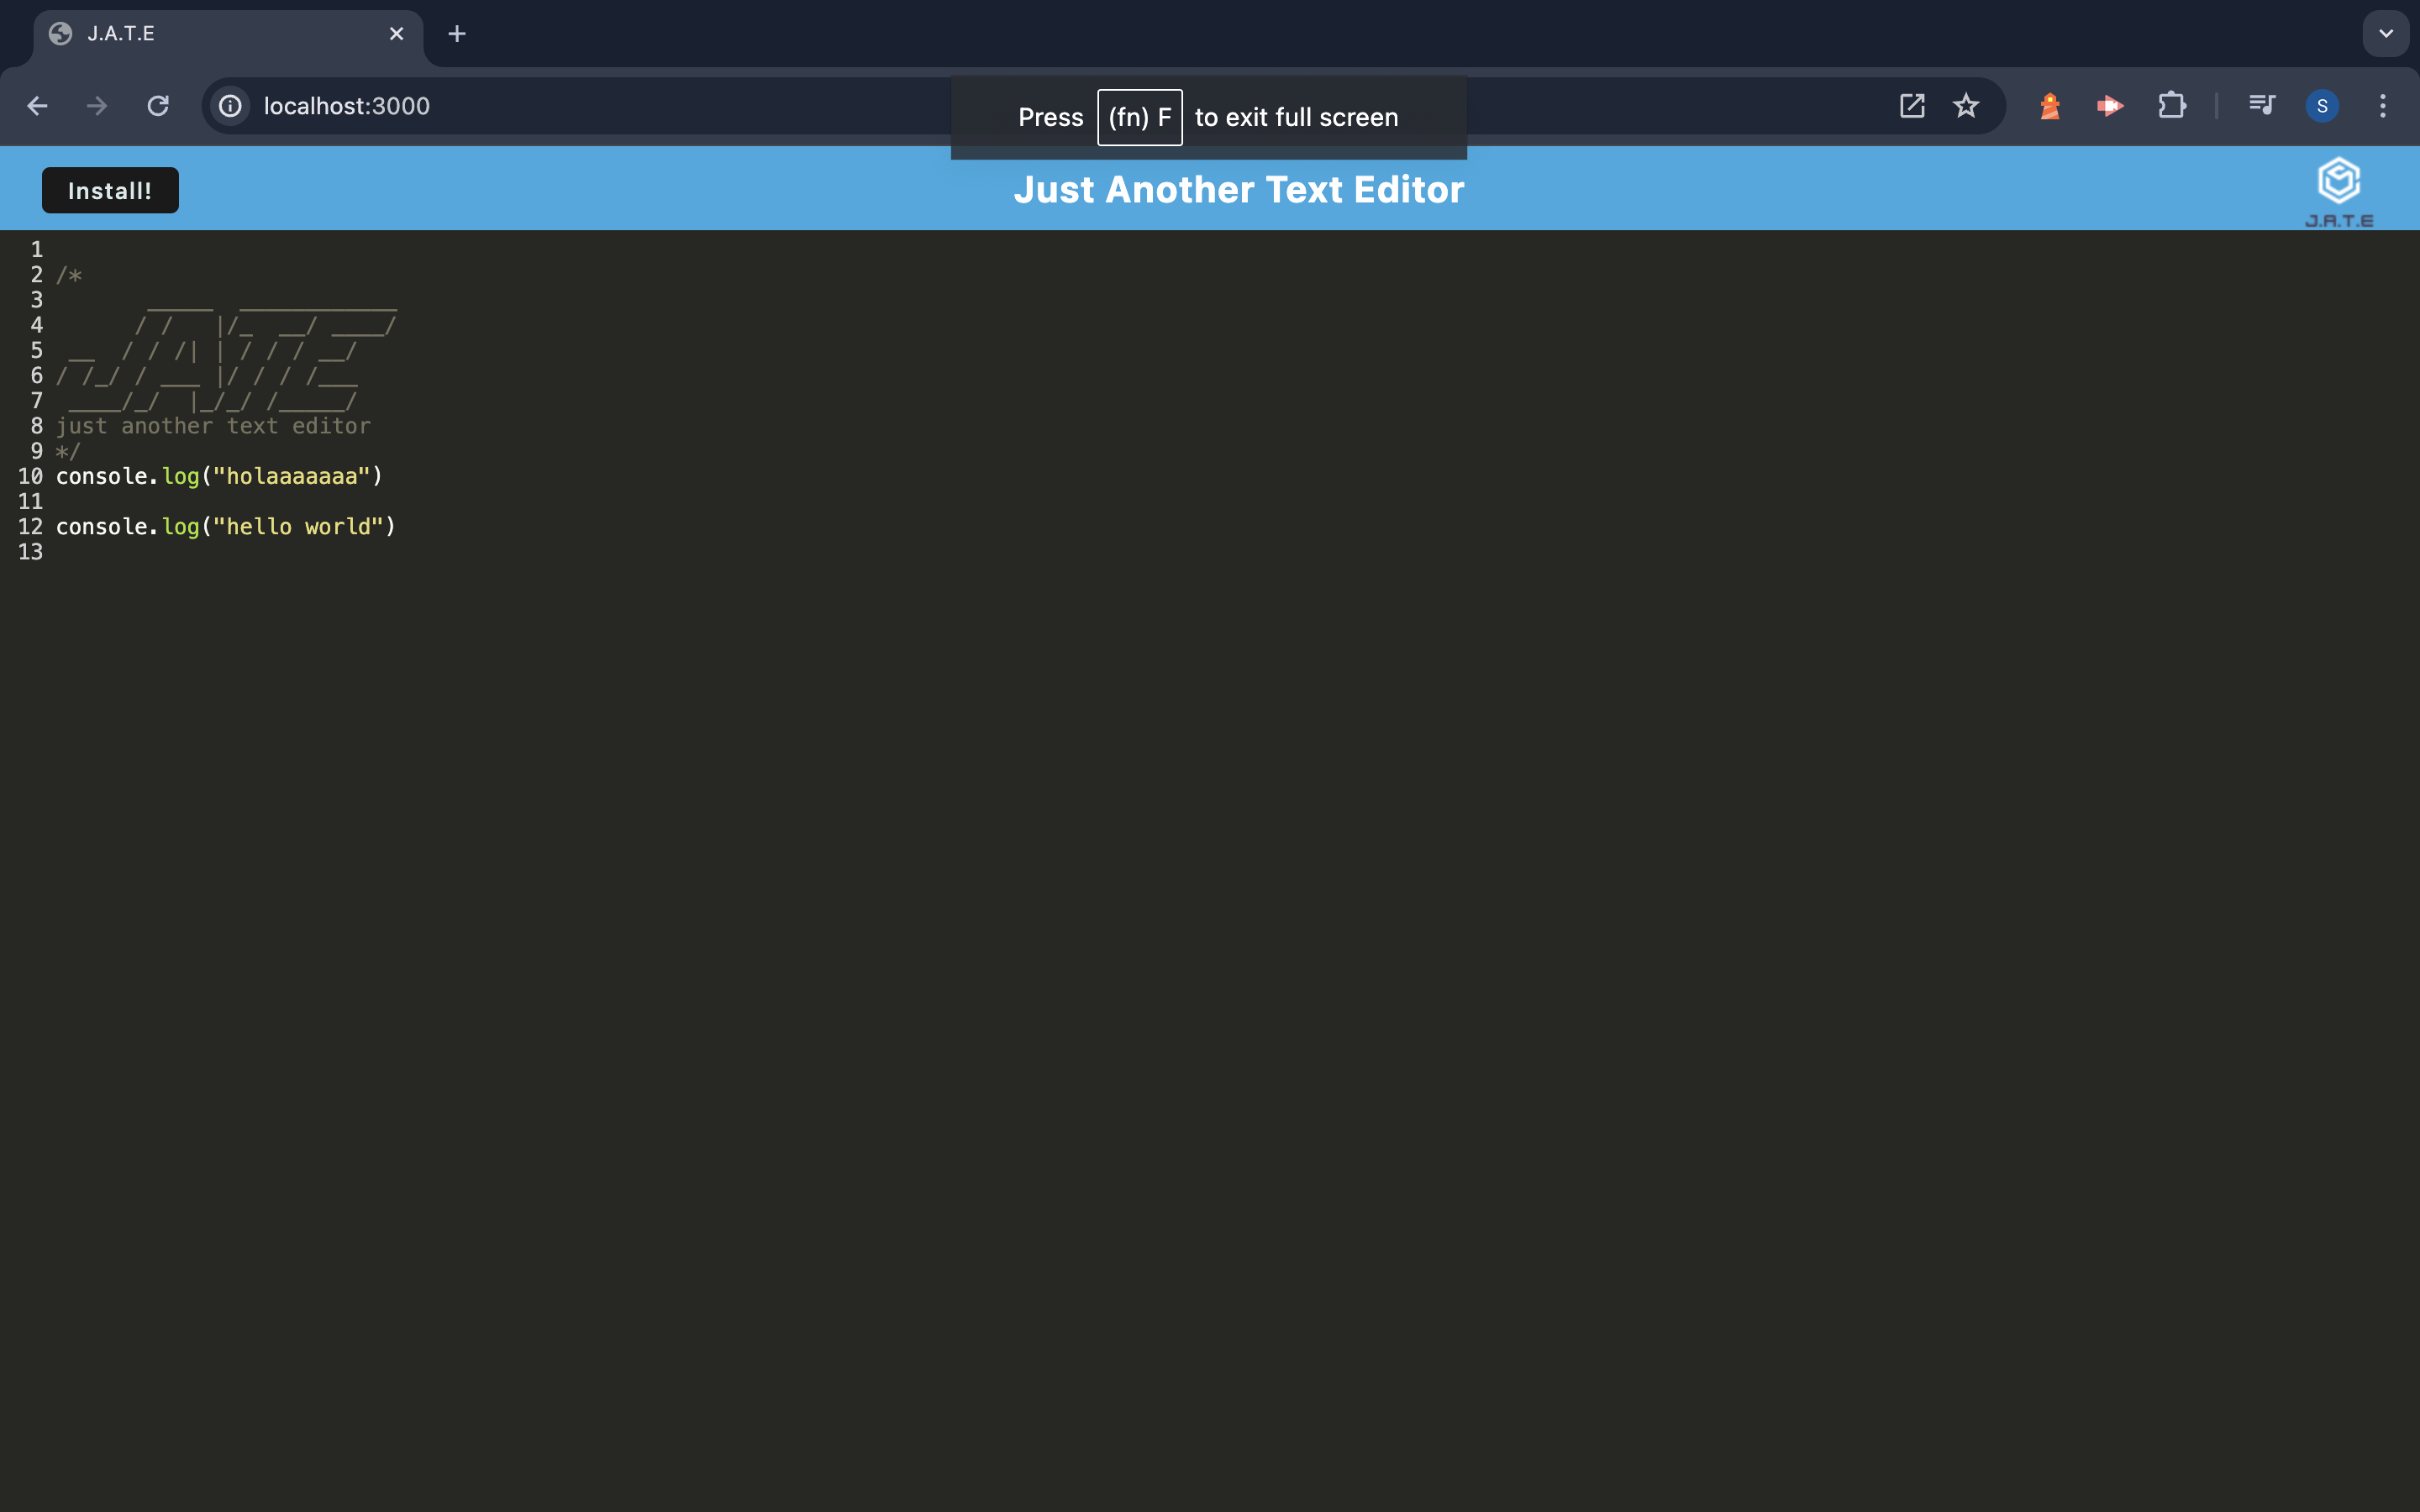 J.A.T.E
localhost:3000
S
Press (fn) F to exit full screen
Install!
Just Another Text Editor
J.A.T.E
1
2 /*
3        _____  ____________
4       / /   |/_  __/ ____/
5  __  / / /| | / / / __/
6 / /_/ / ___ |/ / / /___
7  ____/_/  |_/_/ /_____/
8 just another text editor
9 */
10 console.log("holaaaaaaa")
11
12 console.log("hello world")
13